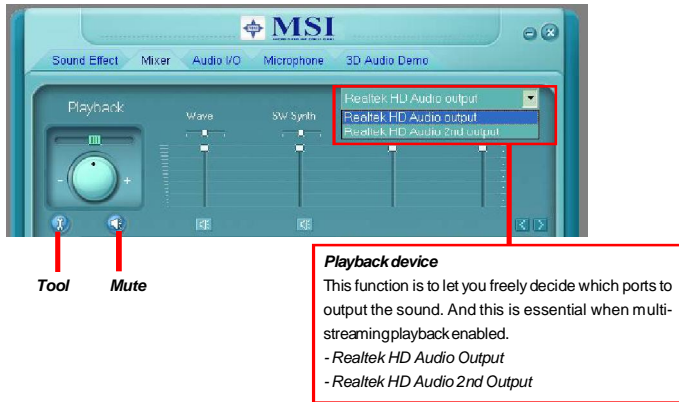 MSI
Sound Effect Mixer Audio I/O Microphone 3D Audio Demo
Playback
Wave
SW Synth
Realtek HD Audio output
Realtek HD Audio output
Realtek HD Audio 2nd output
- +
Tool Mute
Playback device
This function is to let you freely decide which ports to
output the sound. And this is essential when multi-
streaming playback enabled.
- Realtek HD Audio Output
- Realtek HD Audio 2nd Output